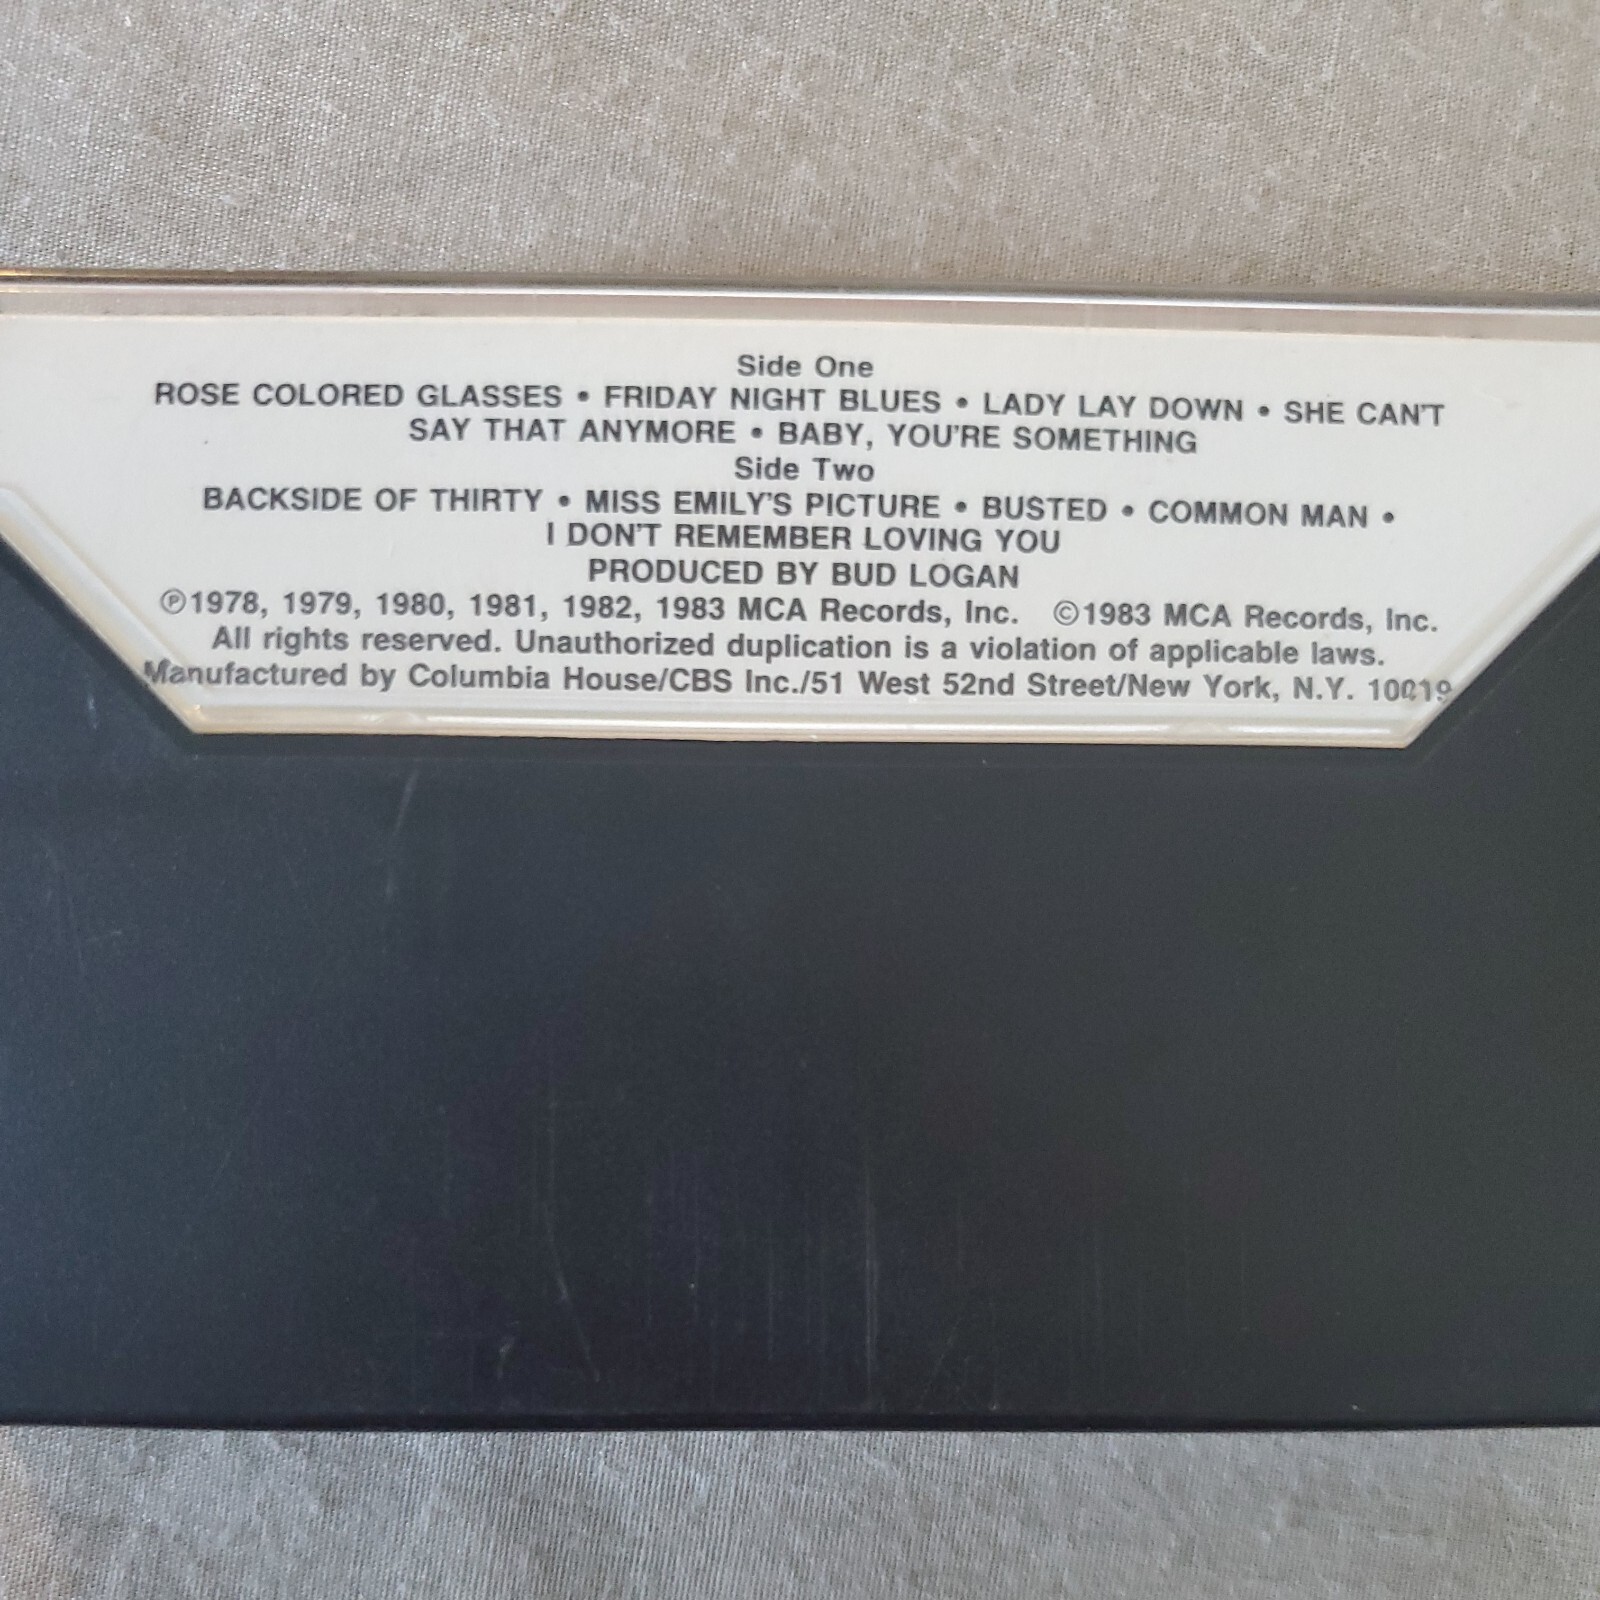 Side One
ROSE COLORED GLASSES • FRIDAY NIGHT BLUES • LADY LAY DOWN • SHE CAN'T
SAY THAT ANYMORE • BABY, YOU'RE SOMETHING
Side Two
BACKSIDE OF THIRTY • MISS EMILY'S PICTURE • BUSTED • COMMON MAN •
I DON'T REMEMBER LOVING YOU
PRODUCED BY BUD LOGAN
℗1978, 1979, 1980, 1981, 1982, 1983 MCA Records, Inc. ©1983 MCA Records, Inc.
All rights reserved. Unauthorized duplication is a violation of applicable laws.
Manufactured by Columbia House/CBS Inc./51 West 52nd Street/New York, N.Y. 10019